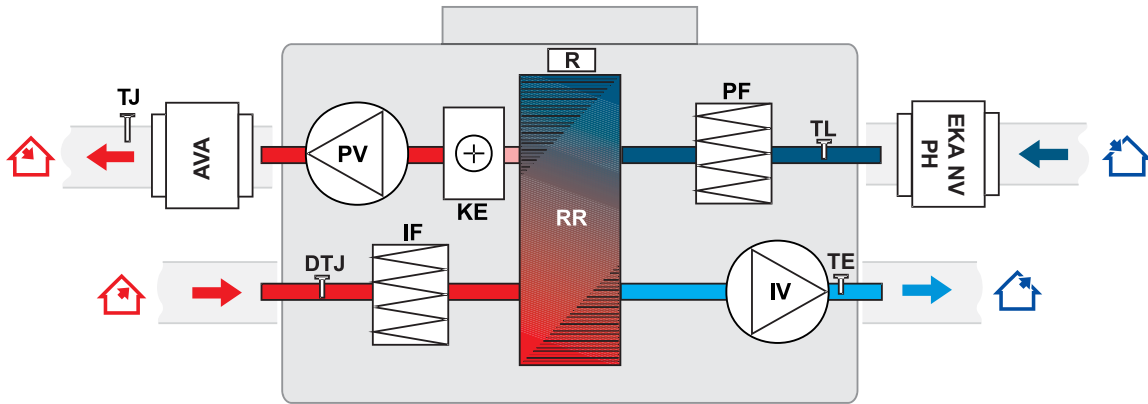 R
TJ
PF
AVA
PV
KE
TL
EKA NV
PH
RR
IF
DTJ
TE
IV